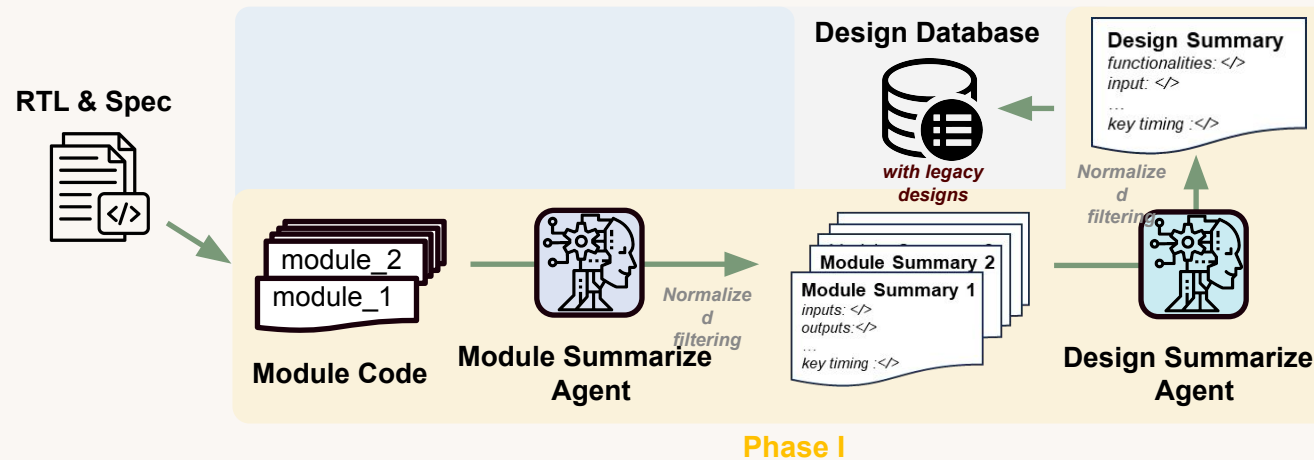 RTL & Spec
</>
module_2
module_1
Module Code
Module Summarize
Agent
Normalize
d
filtering
Module Summary 2
Module Summary 1
inputs: </>
outputs:</>
...
key timing :</>
Design Summarize
Agent
Normalize
d
filtering
Design Summary
functionalities: </>
input: </>
...
key timing :</>
Design Database
with legacy
designs
Phase I